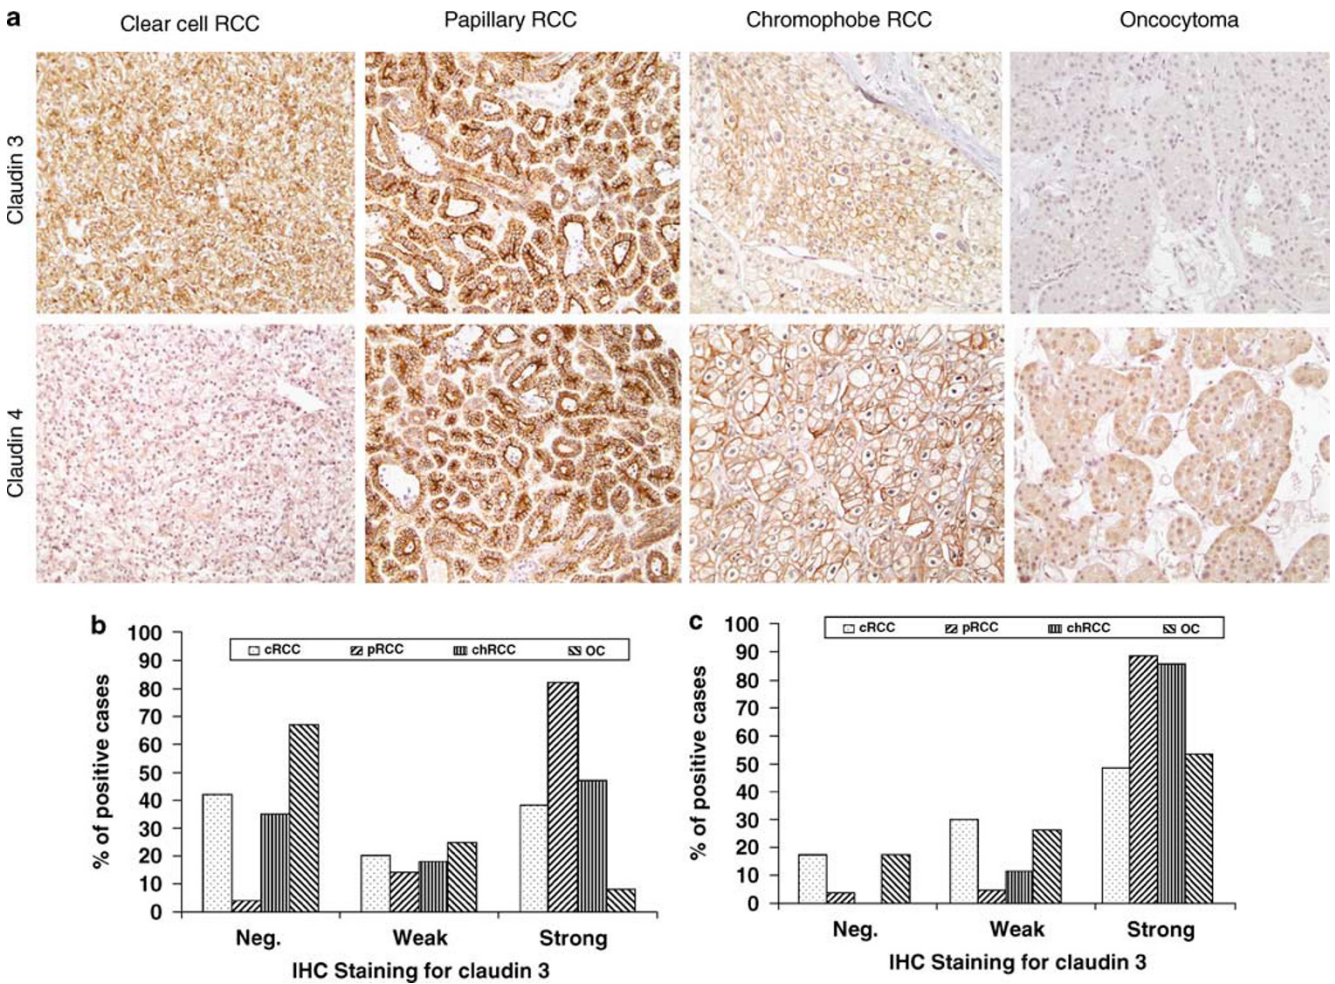 a
Clear cell RCC
Papillary RCC
Chromophobe RCC
Oncocytoma
Claudin 3
Claudin 4
b
100
90
80
70
60
50
40
30
20
10
0
% of positive cases
cRCC
pRCC
chRCC
OC
Neg.
Weak
Strong
IHC Staining for claudin 3
c
100
90
80
70
60
50
40
30
20
10
0
% of positive cases
cRCC
pRCC
chRCC
OC
Neg.
Weak
Strong
IHC Staining for claudin 3